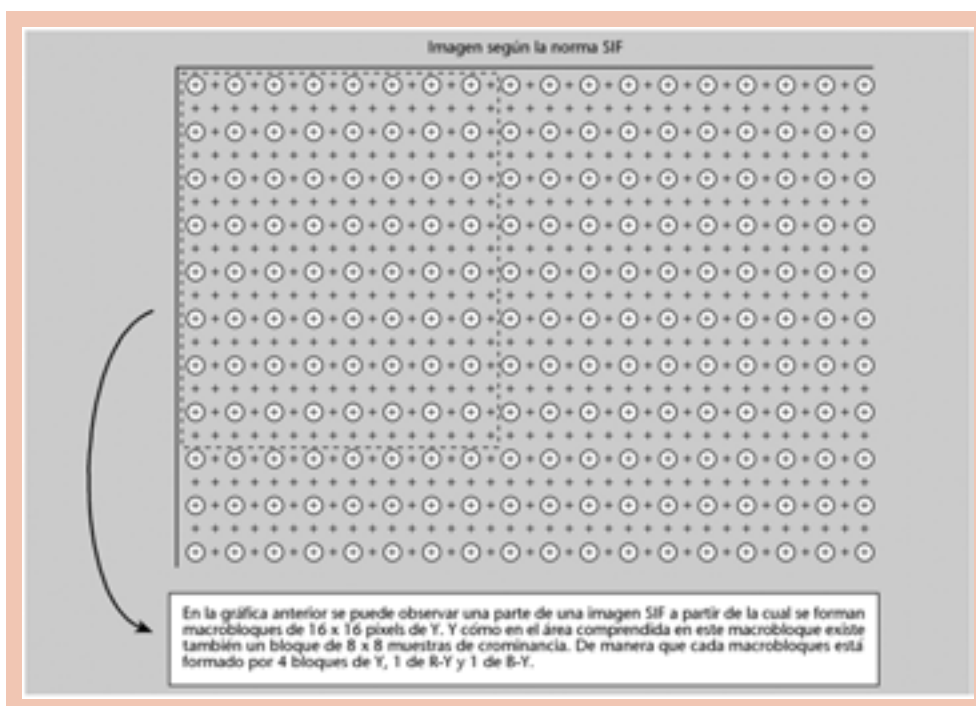 Imagen según la norma SIF
En la gráfica anterior se puede observar una parte de una imagen SIF a partir de la cual se forman
macrobloques de 16 x 16 pixels de Y. Y cómo en el área comprendida en este macrobloque existe
también un bloque de 8 x 8 muestras de crominancia. De manera que cada macrobloques está
formado por 4 bloques de Y, 1 de R-Y y 1 de B-Y.